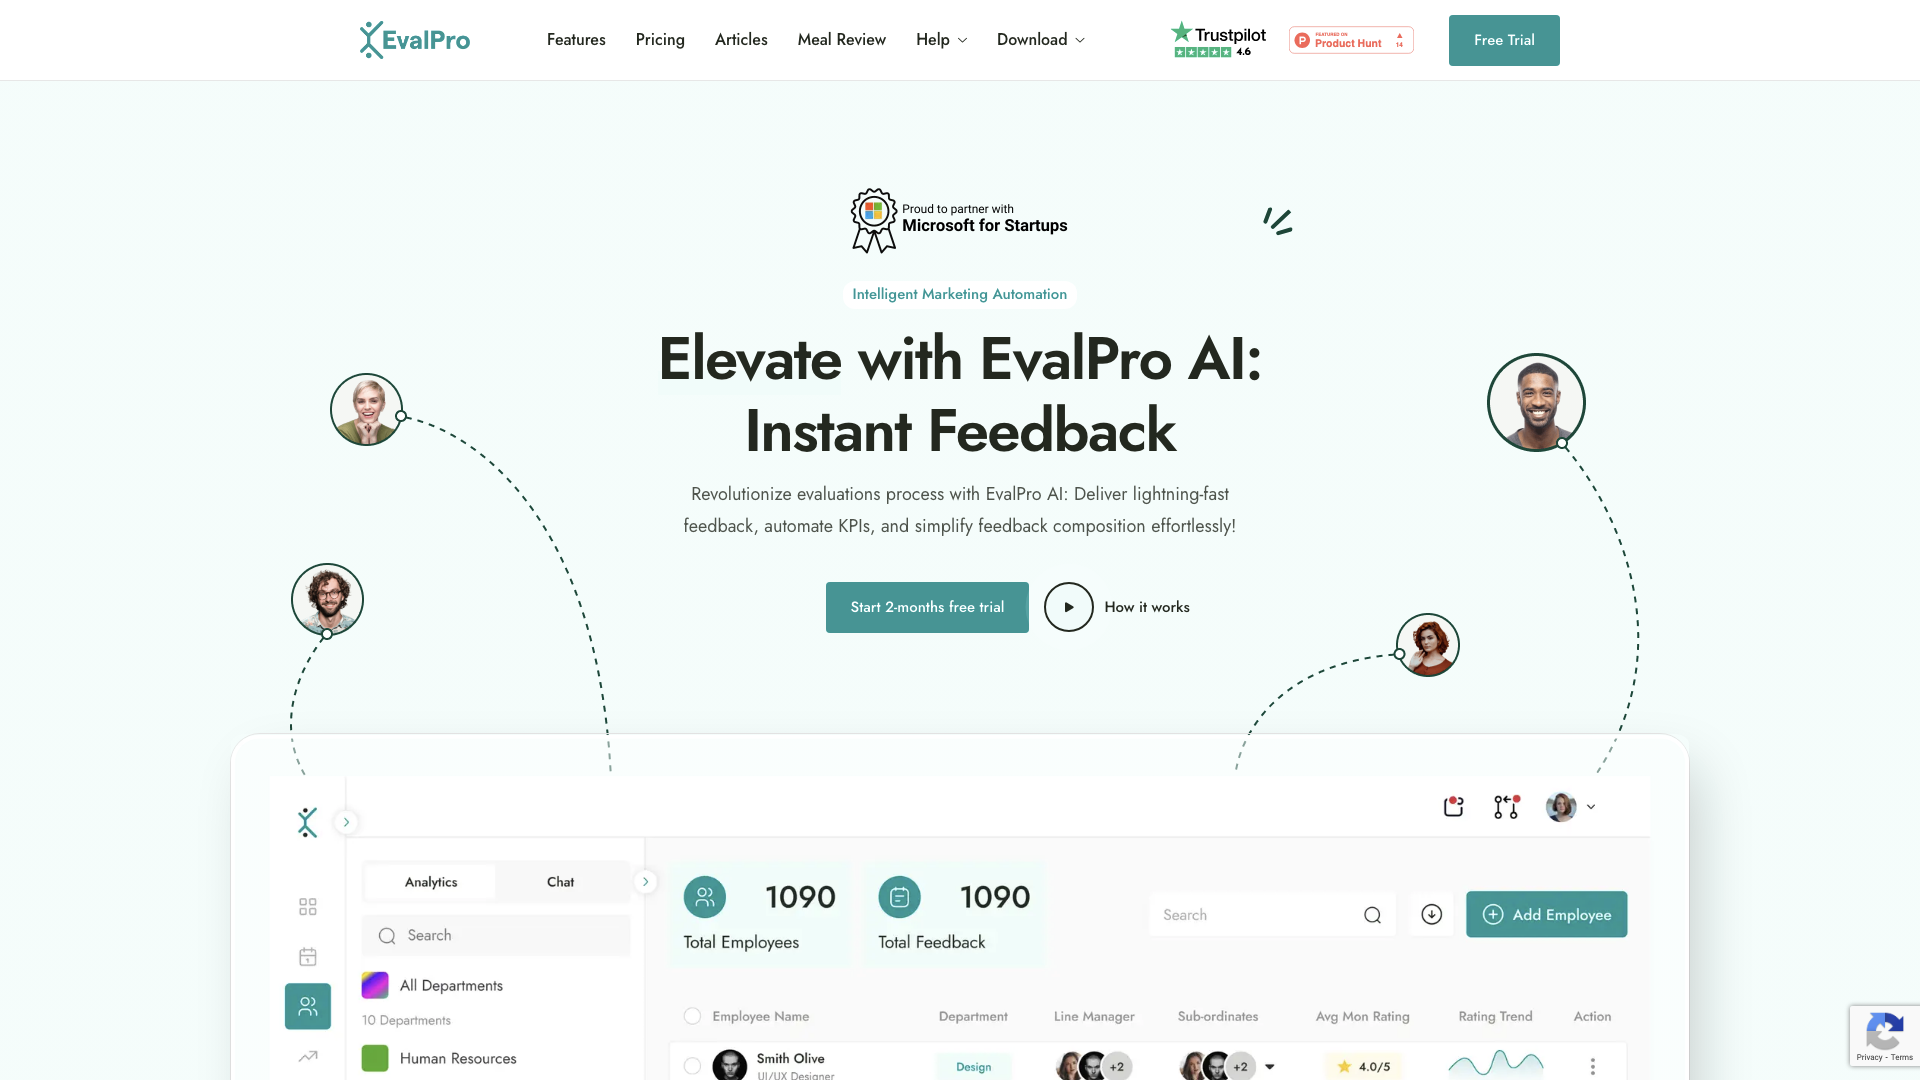 EvalPro
Features
Pricing
Articles
Meal Review
Help
Download
Trustpilot
4.6
FEATURED ON
Product Hunt
14
Free Trial
Proud to partner with
Microsoft for Startups
Intelligent Marketing Automation
Elevate with EvalPro AI:
Instant Feedback
Revolutionize evaluations process with EvalPro AI: Deliver lightning-fast
feedback, automate KPIs, and simplify feedback composition effortlessly!
Start 2-months free trial
How it works
Analytics
Chat
Search
All Departments
10 Departments
Human Resources
1090
Total Employees
1090
Total Feedback
Search
Add Employee
Employee Name
Department
Line Manager
Sub-ordinates
Avg Mon Rating
Rating Trend
Action
Smith Olive
UI/UX Designer
Design
+2
+2
4.0/5
Privacy - Terms